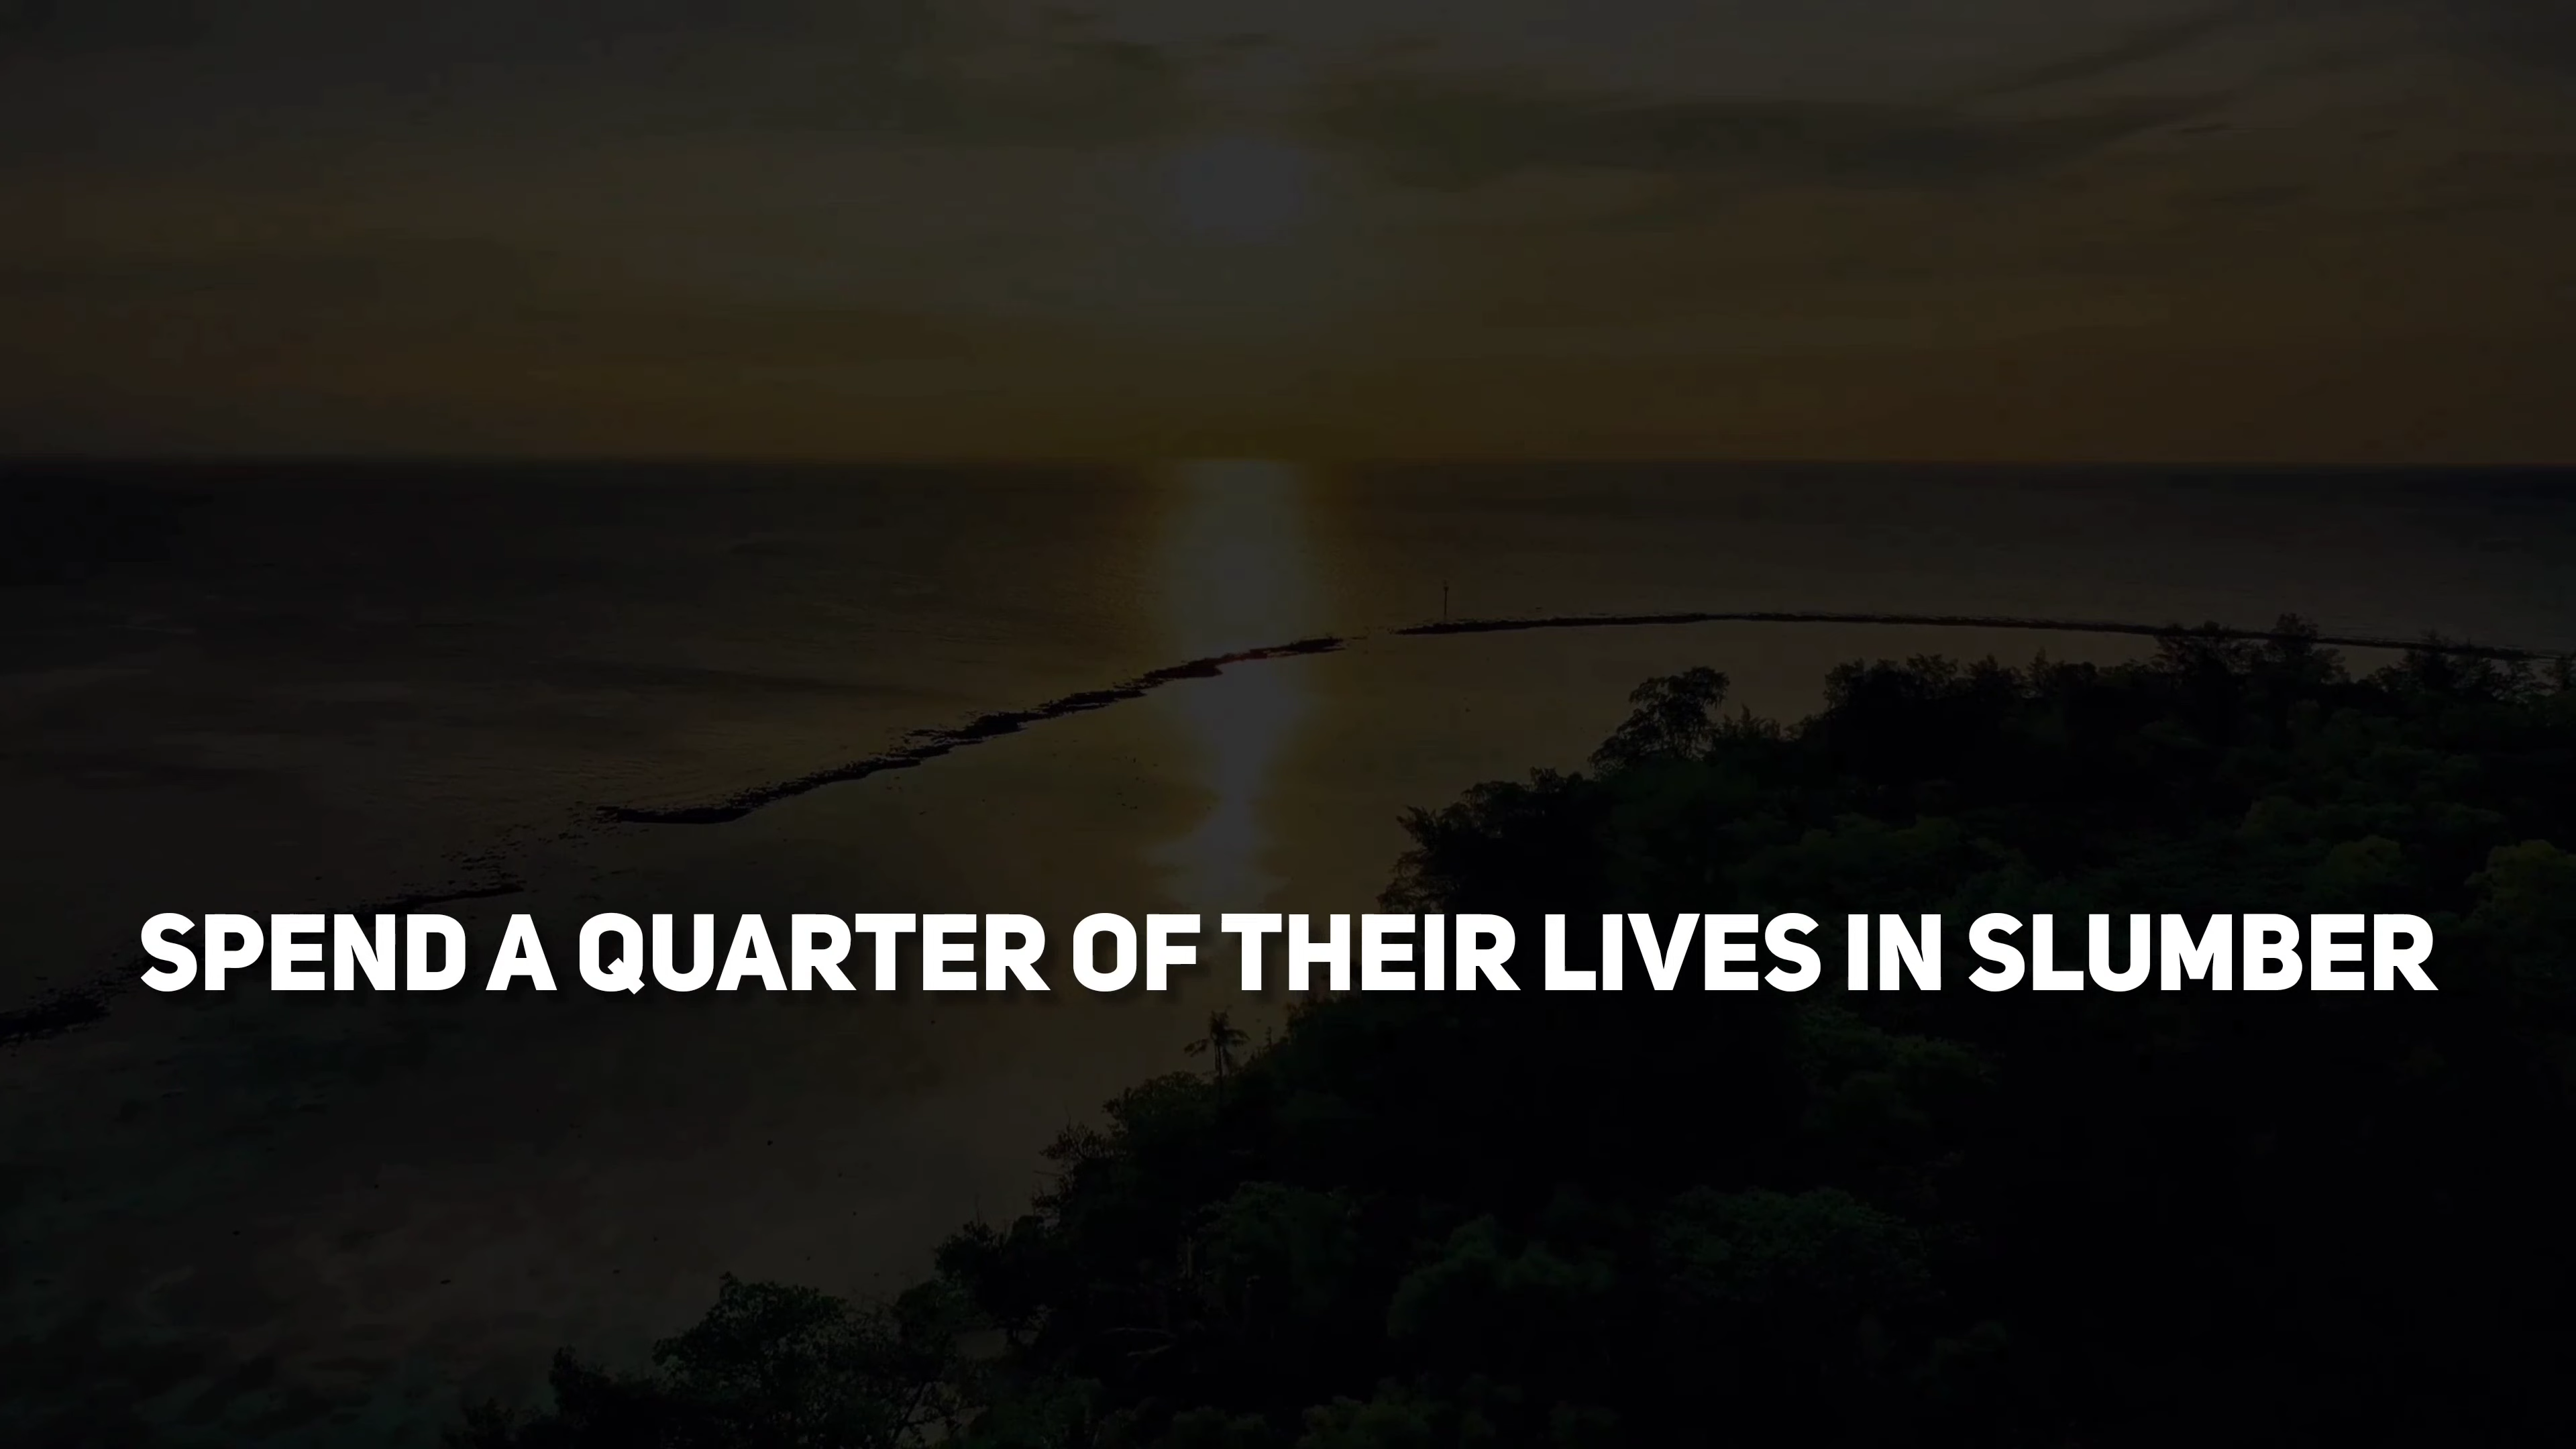 SPEND A QUARTER OF THEIR LIVES IN SLUMBER